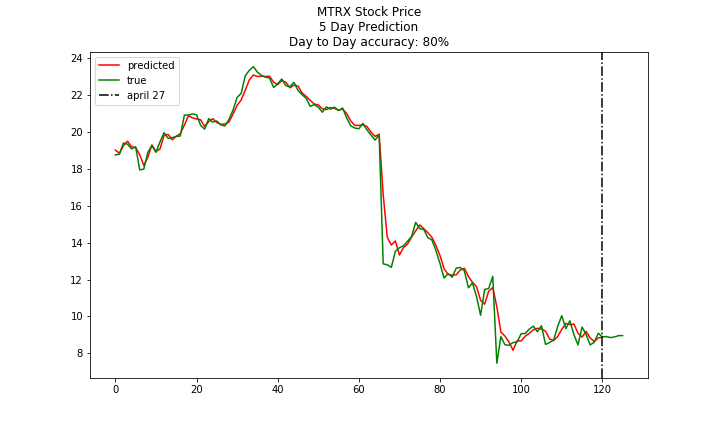 MTRX Stock Price
5 Day Prediction
Day to Day accuracy: 80%
predicted
true
april 27
24
22
20
18
16
14
12
10
8
0 20 40 60 80 100 120